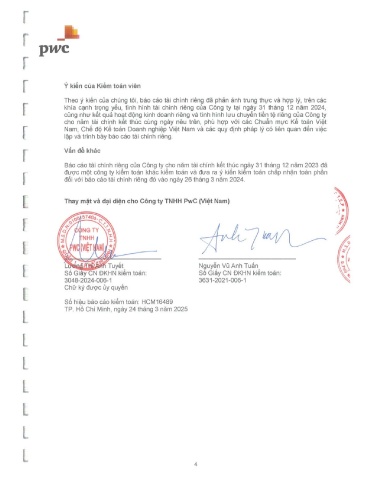 pwc
Ý kiến của Kiểm toán viên
Theo ý kiến của chúng tôi, báo cáo tài chính riêng đã phản ánh trung thực và hợp lý, trên các
khía cạnh trọng yếu, tình hình tài chính riêng của Công ty tại ngày 31 tháng 12 năm 2024,
cũng như kết quả hoạt động kinh doanh riêng và tình hình lưu chuyển tiền tệ riêng của Công ty
cho năm tài chính kết thúc cùng ngày nêu trên, phù hợp với các Chuẩn mực Kế toán Việt
Nam, Chế độ Kế toán Doanh nghiệp Việt Nam và các quy định pháp lý có liên quan đến việc
lập và trình bày báo cáo tài chính riêng.
Vấn đề khác
Báo cáo tài chính riêng của Công ty cho năm tài chính kết thúc ngày 31 tháng 12 năm 2023 đã
được một công ty kiểm toán khác kiểm toán và đưa ra ý kiến kiểm toán chấp nhận toàn phần
đối với báo cáo tài chính riêng đó vào ngày 26 tháng 3 năm 2024.
Thay mặt và đại diện cho Công ty TNHH PwC (Việt Nam)
CÔNG TY
TNHH
PWC (VIỆT NAM)
Anh Tuan
Tuyết
Nguyễn Vũ Anh Tuấn
Số Giấy CN ĐKHN kiểm toán:
Số Giấy CN ĐKHN kiểm toán:
3048-2024-006-1
3631-2021-006-1
Chữ ký được ủy quyền
Số hiệu báo cáo kiểm toán: HCM16489
TP. Hồ Chí Minh, ngày 24 tháng 3 năm 2025
4